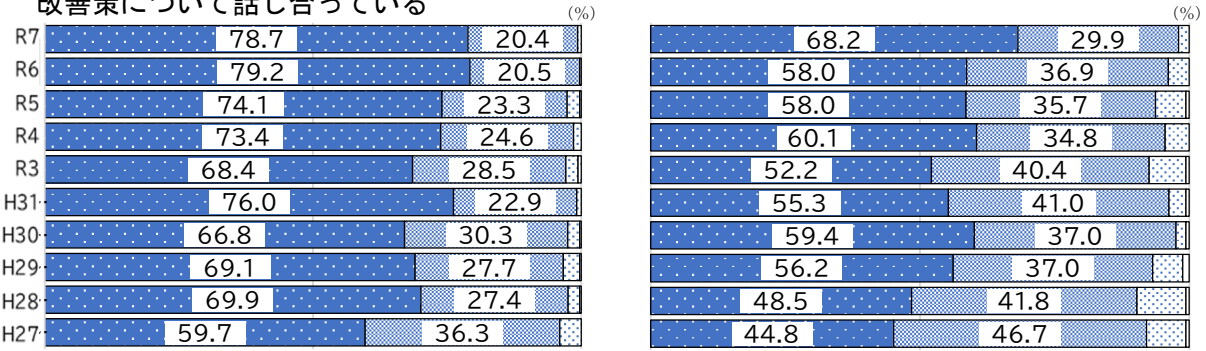 改善策について話し合っている
(%) (%)
R7 78.7 20.4 68.2 29.9
R6 79.2 20.5 58.0 36.9
R5 74.1 23.3 58.0 35.7
R4 73.4 24.6 60.1 34.8
R3 68.4 28.5 52.2 40.4
H31 76.0 22.9 55.3 41.0
H30 66.8 30.3 59.4 37.0
H29 69.1 27.7 56.2 37.0
H28 69.9 27.4 48.5 41.8
H27 59.7 36.3 44.8 46.7